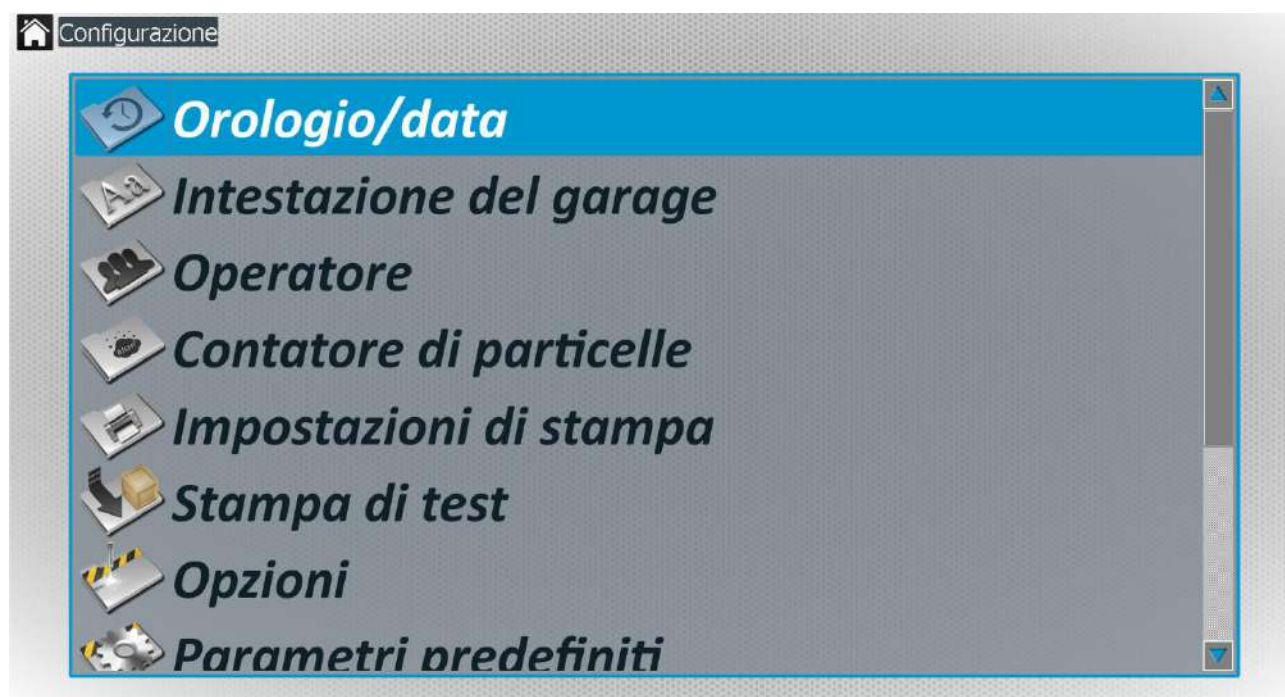 Configurazione
Orologio/data
Intestazione del garage
Operatore
Contatore di particelle
Impostazioni di stampa
Stampa di test
Opzioni
Parametri predefiniti